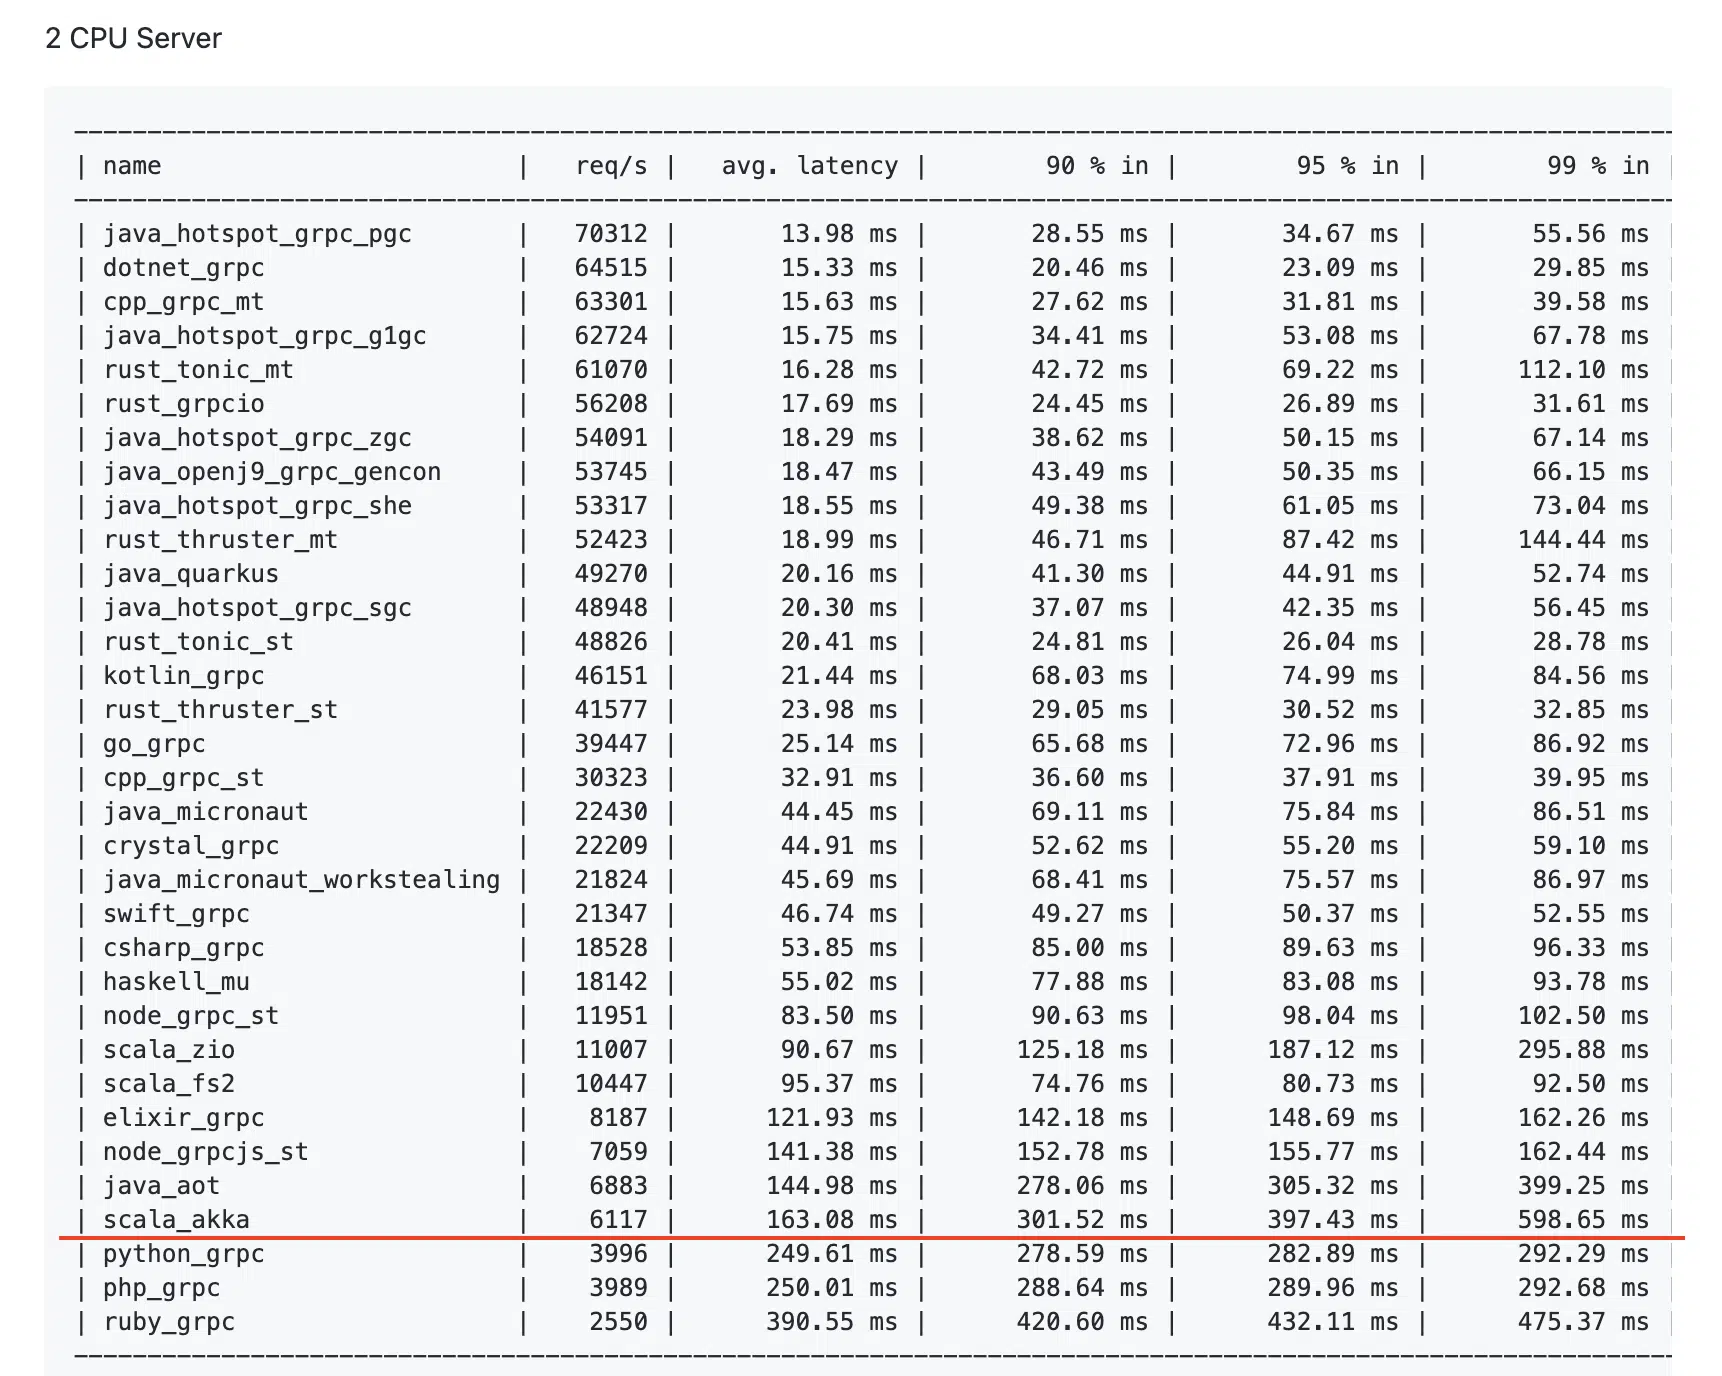 2 CPU Server
----------------------------------------------------------------------------------------------------------------
| name                        |   req/s |   avg. latency |        90 % in |        95 % in |        99 % in |
----------------------------------------------------------------------------------------------------------------
| java_hotspot_grpc_pgc       |   70312 |       13.98 ms |       28.55 ms |       34.67 ms |       55.56 ms |
| dotnet_grpc                 |   64515 |       15.33 ms |       20.46 ms |       23.09 ms |       29.85 ms |
| cpp_grpc_mt                 |   63301 |       15.63 ms |       27.62 ms |       31.81 ms |       39.58 ms |
| java_hotspot_grpc_g1gc      |   62724 |       15.75 ms |       34.41 ms |       53.08 ms |       67.78 ms |
| rust_tonic_mt               |   61070 |       16.28 ms |       42.72 ms |       69.22 ms |      112.10 ms |
| rust_grpcio                 |   56208 |       17.69 ms |       24.45 ms |       26.89 ms |       31.61 ms |
| java_hotspot_grpc_zgc       |   54091 |       18.29 ms |       38.62 ms |       50.15 ms |       67.14 ms |
| java_openj9_grpc_gencon     |   53745 |       18.47 ms |       43.49 ms |       50.35 ms |       66.15 ms |
| java_hotspot_grpc_she       |   53317 |       18.55 ms |       49.38 ms |       61.05 ms |       73.04 ms |
| rust_thruster_mt            |   52423 |       18.99 ms |       46.71 ms |       87.42 ms |      144.44 ms |
| java_quarkus                |   49270 |       20.16 ms |       41.30 ms |       44.91 ms |       52.74 ms |
| java_hotspot_grpc_sgc       |   48948 |       20.30 ms |       37.07 ms |       42.35 ms |       56.45 ms |
| rust_tonic_st               |   48826 |       20.41 ms |       24.81 ms |       26.04 ms |       28.78 ms |
| kotlin_grpc                 |   46151 |       21.44 ms |       68.03 ms |       74.99 ms |       84.56 ms |
| rust_thruster_st            |   41577 |       23.98 ms |       29.05 ms |       30.52 ms |       32.85 ms |
| go_grpc                     |   39447 |       25.14 ms |       65.68 ms |       72.96 ms |       86.92 ms |
| cpp_grpc_st                 |   30323 |       32.91 ms |       36.60 ms |       37.91 ms |       39.95 ms |
| java_micronaut              |   22430 |       44.45 ms |       69.11 ms |       75.84 ms |       86.51 ms |
| crystal_grpc                |   22209 |       44.91 ms |       52.62 ms |       55.20 ms |       59.10 ms |
| java_micronaut_workstealing |   21824 |       45.69 ms |       68.41 ms |       75.57 ms |       86.97 ms |
| swift_grpc                  |   21347 |       46.74 ms |       49.27 ms |       50.37 ms |       52.55 ms |
| csharp_grpc                 |   18528 |       53.85 ms |       85.00 ms |       89.63 ms |       96.33 ms |
| haskell_mu                  |   18142 |       55.02 ms |       77.88 ms |       83.08 ms |       93.78 ms |
| node_grpc_st                |   11951 |       83.50 ms |       90.63 ms |       98.04 ms |      102.50 ms |
| scala_zio                   |   11007 |       90.67 ms |      125.18 ms |      187.12 ms |      295.88 ms |
| scala_fs2                   |   10447 |       95.37 ms |       74.76 ms |       80.73 ms |       92.50 ms |
| elixir_grpc                 |    8187 |      121.93 ms |      142.18 ms |      148.69 ms |      162.26 ms |
| node_grpcjs_st              |    7059 |      141.38 ms |      152.78 ms |      155.77 ms |      162.44 ms |
| java_aot                    |    6883 |      144.98 ms |      278.06 ms |      305.32 ms |      399.25 ms |
| scala_akka                  |    6117 |      163.08 ms |      301.52 ms |      397.43 ms |      598.65 ms |
| python_grpc                 |    3996 |      249.61 ms |      278.59 ms |      282.89 ms |      292.29 ms |
| php_grpc                    |    3989 |      250.01 ms |      288.64 ms |      289.96 ms |      292.68 ms |
| ruby_grpc                   |    2550 |      390.55 ms |      420.60 ms |      432.11 ms |      475.37 ms |
----------------------------------------------------------------------------------------------------------------